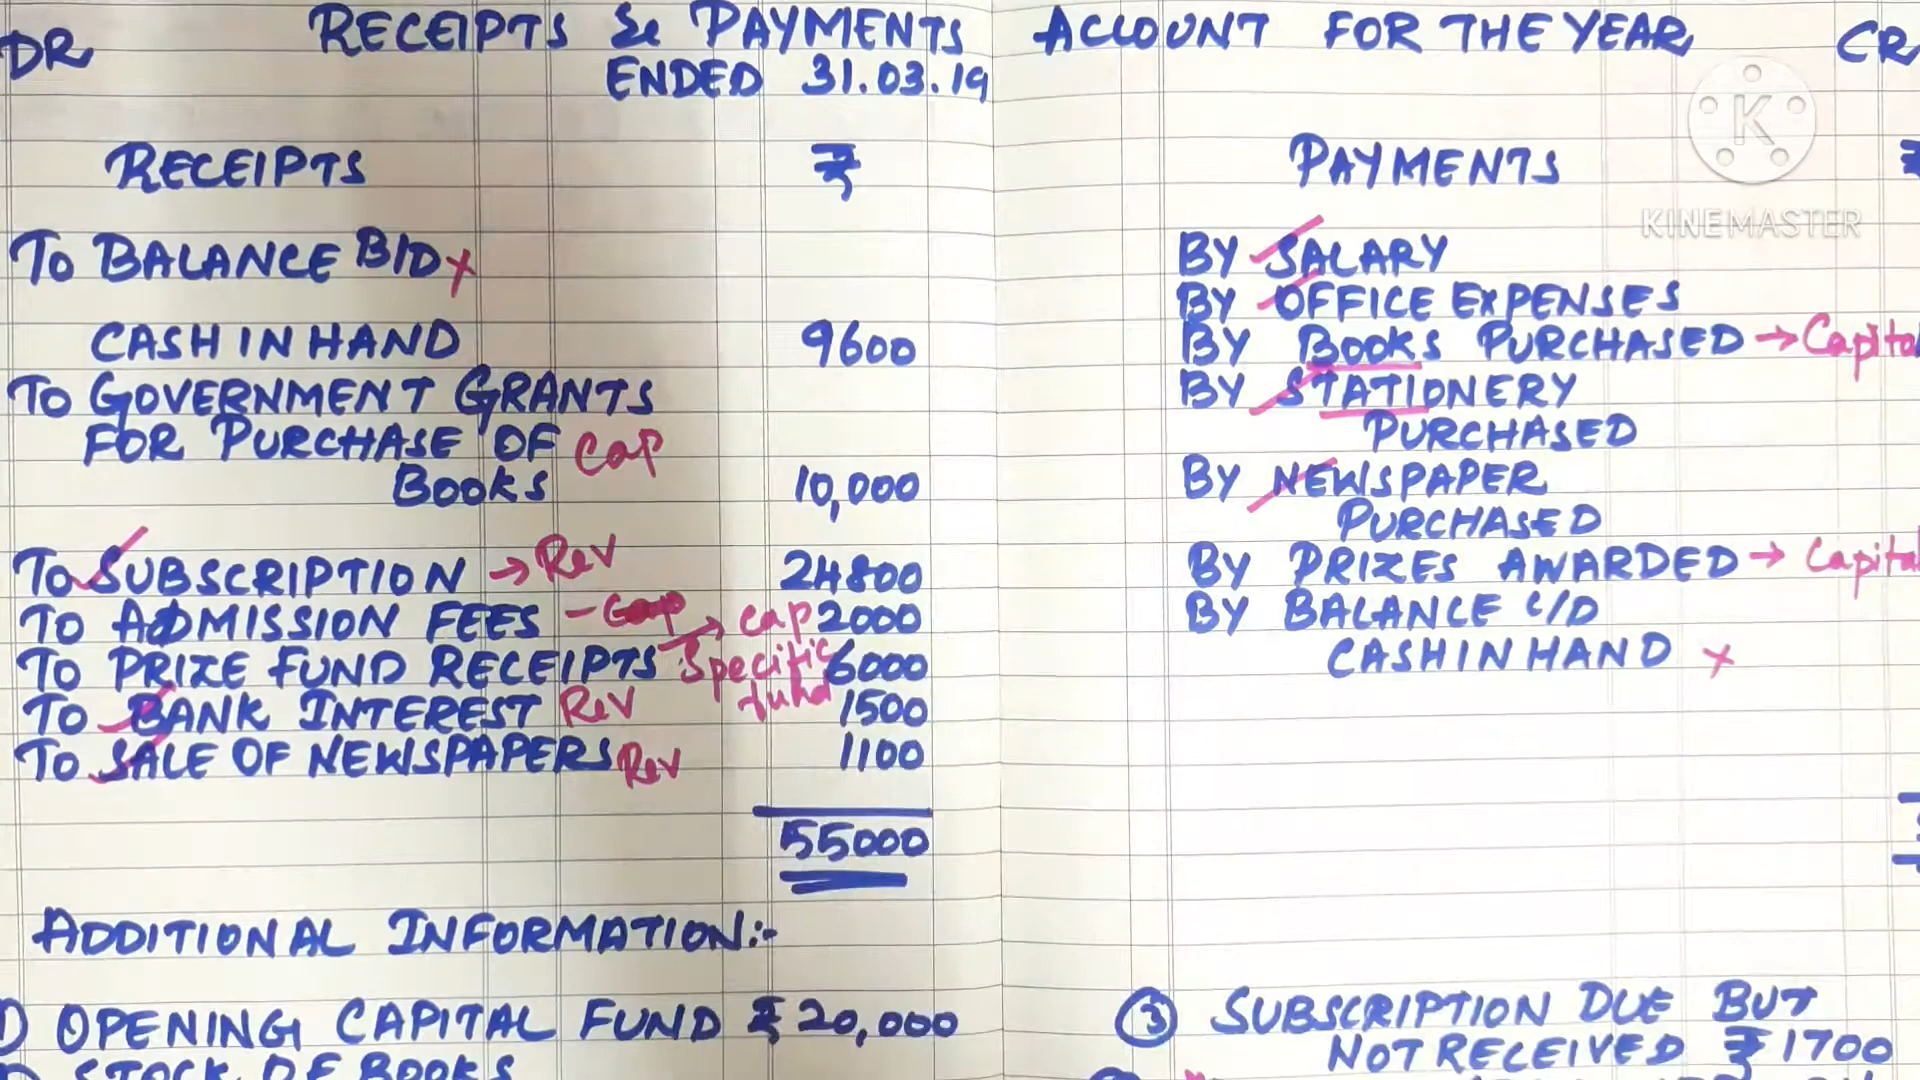 DR RECEIPTS & PAYMENTS ACCOUNT FOR THE YEAR CR
ENDED 31.03.19
RECEIPTS ₹
TO BALANCE B/D ×
CASH IN HAND 9600
TO GOVERNMENT GRANTS
FOR PURCHASE OF Cap
BOOKS 10,000
TO SUBSCRIPTION → Rev 24800
TO ADMISSION FEES - Cap → cap 2000
TO PRIZE FUND RECEIPTS Specific 6000
fund
TO BANK INTEREST Rev 1500
TO SALE OF NEWSPAPERS Rev 1100
55000
ADDITIONAL INFORMATION:-
1) OPENING CAPITAL FUND ₹ 20,000
STOCK OF BOOKS
PAYMENTS ₹
BY SALARY
BY OFFICE EXPENSES
BY BOOKS PURCHASED → Capital
BY STATIONERY
PURCHASED
BY NEWSPAPER
PURCHASED
BY PRIZES AWARDED → Capital
BY BALANCE C/D
CASH IN HAND ×
3 SUBSCRIPTION DUE BUT
NOT RECEIVED ₹ 1700
K
KINEMASTER